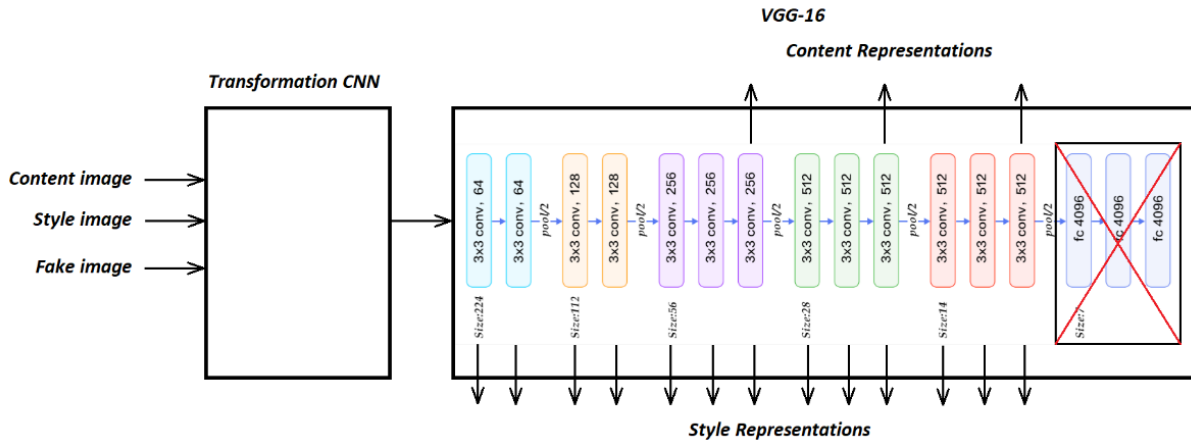 VGG-16
Content Representations
Transformation CNN
Content image
Style image
Fake image
3x3 conv, 64
3x3 conv, 64
pool/2
3x3 conv, 128
3x3 conv, 128
pool/2
3x3 conv, 256
3x3 conv, 256
3x3 conv, 256
pool/2
3x3 conv, 512
3x3 conv, 512
3x3 conv, 512
pool/2
3x3 conv, 512
3x3 conv, 512
3x3 conv, 512
pool/2
fc 4096
fc 4096
fc 4096
Size:224
Size:112
Size:56
Size:28
Size:14
Size:7
Style Representations